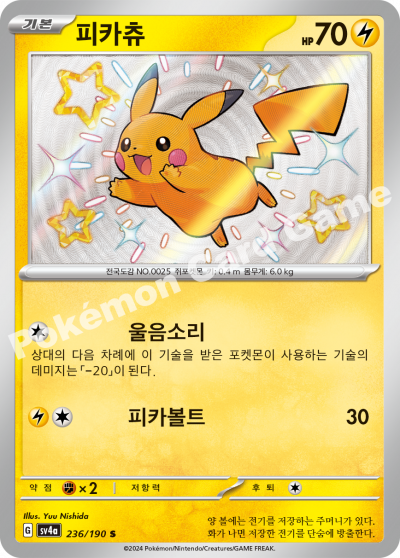 기본 피카츄 HP 70
전국도감 NO.0025 쥐포켓몬 키: 0.4 m 몸무게: 6.0 kg
울음소리
상대의 다음 차례에 이 기술을 받은 포켓몬이 사용하는 기술의
데미지는「-20」이 된다.
피카볼트 30
약점 ×2 저항력 후퇴
Illus. Yuu Nishida
G sv4a 236/190 S
볼에는 전기를 저장하는 주머니가 있다.
화가 나면 저장한 전기를 단숨에 방출한다.
©2024 Pokémon/Nintendo/Creatures/GAME FREAK.
Pokémon Card Game